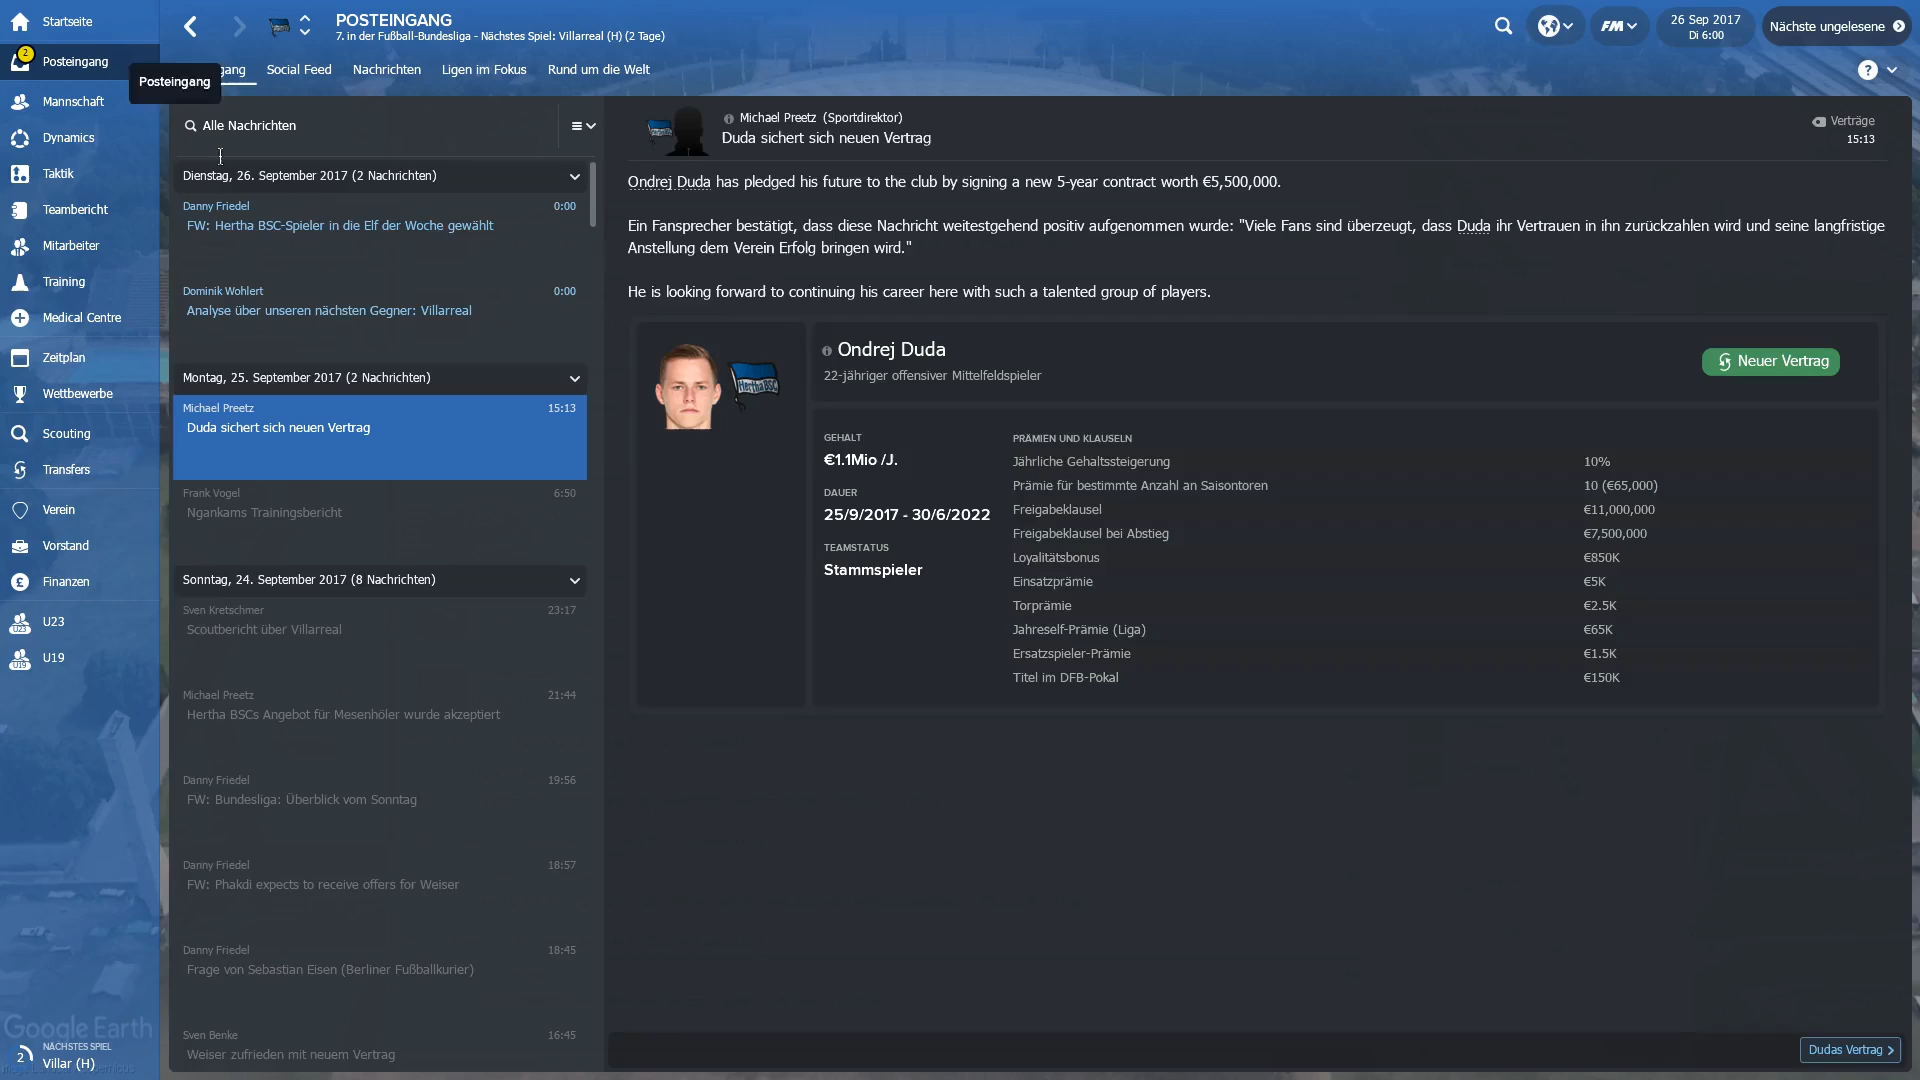 Startseite
2
Posteingang
Mannschaft
Dynamics
Taktik
Teambericht
Mitarbeiter
Training
Medical Centre
Zeitplan
Wettbewerbe
Scouting
Transfers
Verein
Vorstand
Finanzen
U23
U23
U19
U19
Google Earth
NÄCHSTES SPIEL
2
Villar (H)
POSTEINGANG
7. in der Fußball-Bundesliga - Nächstes Spiel: Villarreal (H) (2 Tage)
FM
26 Sep 2017
Di 6:00
Nächste ungelesene
Posteingang
gang
Social Feed
Nachrichten
Ligen im Fokus
Rund um die Welt
?
Alle Nachrichten
Dienstag, 26. September 2017 (2 Nachrichten)
Danny Friedel 0:00
FW: Hertha BSC-Spieler in die Elf der Woche gewählt
Dominik Wohlert 0:00
Analyse über unseren nächsten Gegner: Villarreal
Montag, 25. September 2017 (2 Nachrichten)
Michael Preetz 15:13
Duda sichert sich neuen Vertrag
Frank Vogel 6:50
Ngankams Trainingsbericht
Sonntag, 24. September 2017 (8 Nachrichten)
Sven Kretschmer 23:17
Scoutbericht über Villarreal
Michael Preetz 21:44
Hertha BSCs Angebot für Mesenhöler wurde akzeptiert
Danny Friedel 19:56
FW: Bundesliga: Überblick vom Sonntag
Danny Friedel 18:57
FW: Phakdi expects to receive offers for Weiser
Danny Friedel 18:45
Frage von Sebastian Eisen (Berliner Fußballkurier)
Sven Benke 16:45
Weiser zufrieden mit neuem Vertrag
Michael Preetz (Sportdirektor)
Duda sichert sich neuen Vertrag
Verträge
15:13
Ondrej Duda has pledged his future to the club by signing a new 5-year contract worth €5,500,000.
Ein Fansprecher bestätigt, dass diese Nachricht weitestgehend positiv aufgenommen wurde: "Viele Fans sind überzeugt, dass Duda ihr Vertrauen in ihn zurückzahlen wird und seine langfristige
Anstellung dem Verein Erfolg bringen wird."
He is looking forward to continuing his career here with such a talented group of players.
Hertha BSC
Ondrej Duda
22-jähriger offensiver Mittelfeldspieler
Neuer Vertrag
GEHALT
€1.1Mio /J.
DAUER
25/9/2017 - 30/6/2022
TEAMSTATUS
Stammspieler
PRÄMIEN UND KLAUSELN
Jährliche Gehaltssteigerung 10%
Prämie für bestimmte Anzahl an Saisontoren 10 (€65,000)
Freigabeklausel €11,000,000
Freigabeklausel bei Abstieg €7,500,000
Loyalitätsbonus €850K
Einsatzprämie €5K
Torprämie €2.5K
Jahreself-Prämie (Liga) €65K
Ersatzspieler-Prämie €1.5K
Titel im DFB-Pokal €150K
Dudas Vertrag